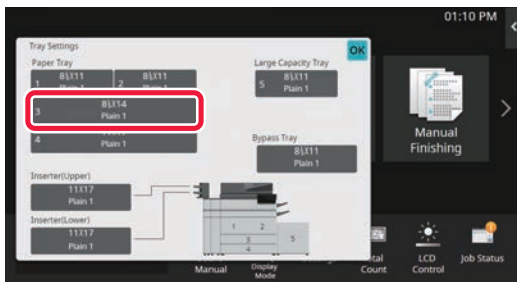 01:10 PM
Tray Settings
OK
Paper Tray
Large Capacity Tray
1 8½X11 Plain 1
2 8½X11 Plain 1
5 8½X11 Plain 1
3 8½X14 Plain 1
4 Plain 1
Bypass Tray
8½X11
Plain 1
Manual
Finishing
Inserter(Upper)
11X17
Plain 1
Inserter(Lower)
11X17
Plain 1
1 2
3 5
4
Manual
Display
Mode
Count
LCD
Control
Job Status